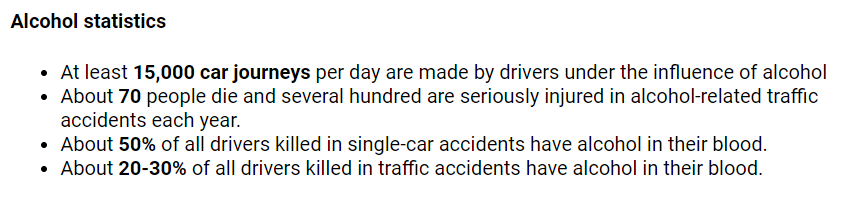 Alcohol statistics
• At least 15,000 car journeys per day are made by drivers under the influence of alcohol
• About 70 people die and several hundred are seriously injured in alcohol-related traffic
accidents each year.
• About 50% of all drivers killed in single-car accidents have alcohol in their blood.
• About 20-30% of all drivers killed in traffic accidents have alcohol in their blood.